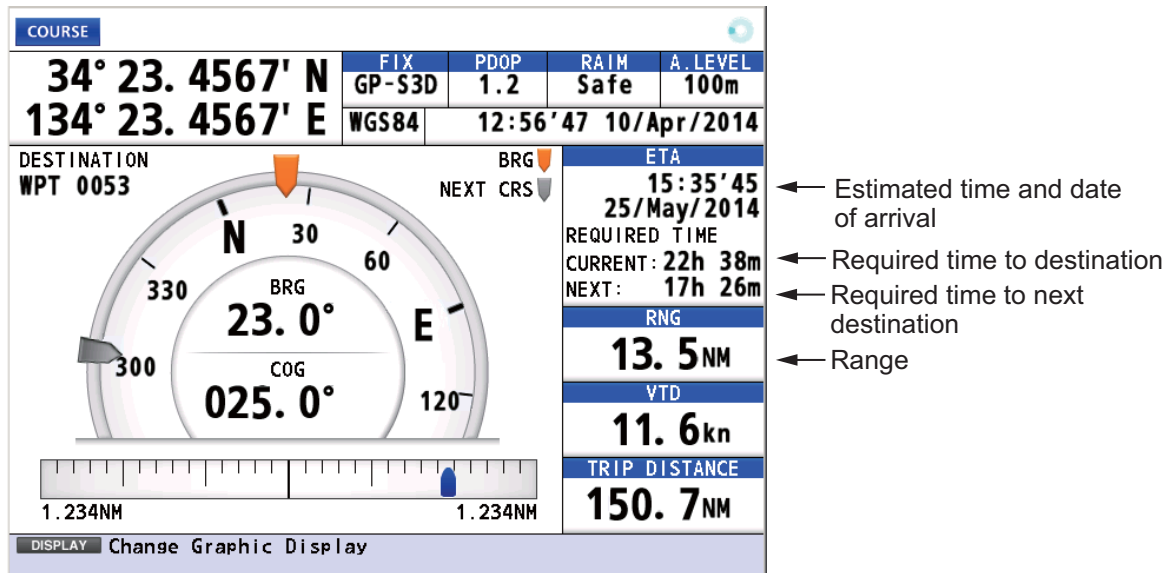 COURSE
34° 23. 4567' N
134° 23. 4567' E
FIX PDOP RAIM A.LEVEL
GP-S3D 1.2 Safe 100m
WGS84 12:56'47 10/Apr/2014
DESTINATION
WPT 0053
BRG
NEXT CRS
N 30 60 E 120 330 300
BRG
23. 0°
COG
025. 0°
1.234NM 1.234NM
ETA
15:35'45
25/May/2014
REQUIRED TIME
CURRENT: 22h 38m
NEXT: 17h 26m
RNG
13. 5NM
VTD
11. 6kn
TRIP DISTANCE
150. 7NM
DISPLAY Change Graphic Display
Estimated time and date
of arrival
Required time to destination
Required time to next
destination
Range